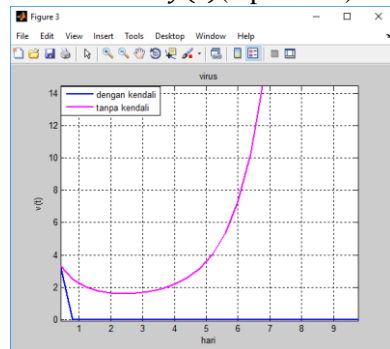 Figure 3
File Edit View Insert Tools Desktop Window Help
virus
dengan kendali
tanpa kendali
14
12
10
8
6
4
2
0
v(t)
1 2 3 4 5 6 7 8 9
hari